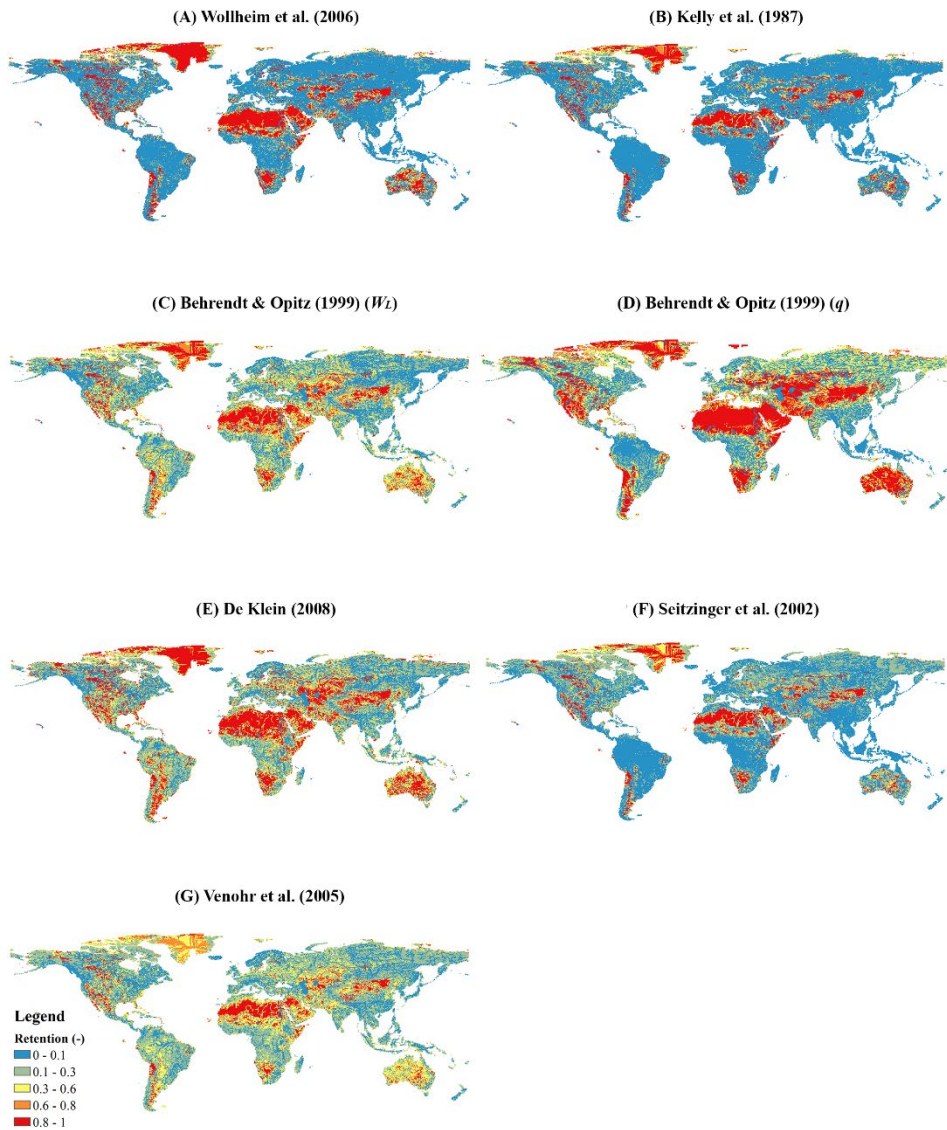 (A) Wollheim et al. (2006)
(B) Kelly et al. (1987)
(C) Behrendt & Opitz (1999) (WL)
(D) Behrendt & Opitz (1999) (q)
(E) De Klein (2008)
(F) Seitzinger et al. (2002)
(G) Venohr et al. (2005)
Legend
Retention (-)
0 - 0.1
0.1 - 0.3
0.3 - 0.6
0.6 - 0.8
0.8 - 1